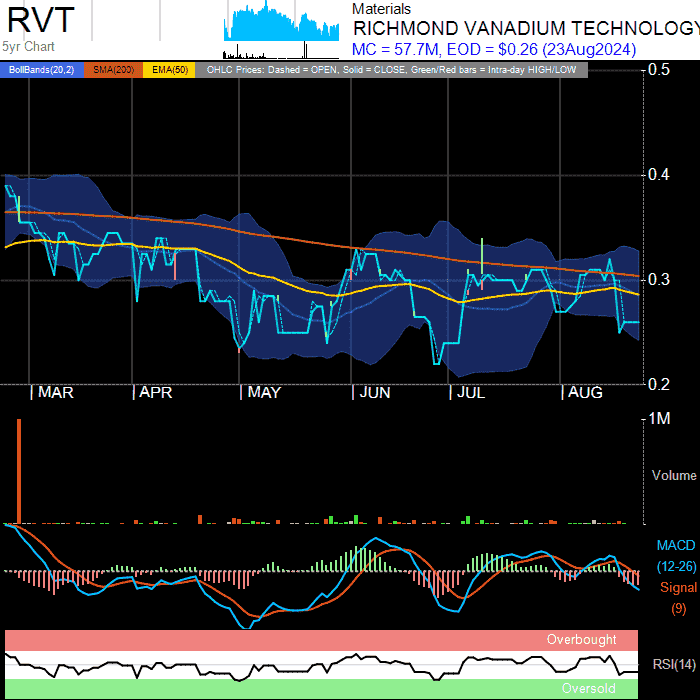 RVT
5yr Chart
Materials
RICHMOND VANADIUM TECHNOLOGY
MC = 57.7M, EOD = $0.26 (23Aug2024)
BollBands(20,2) SMA(200) EMA(50) OHLC Prices: Dashed = OPEN, Solid = CLOSE, Green/Red bars = Intra-day HIGH/LOW
0.5
0.4
0.3
0.2
MAR APR MAY JUN JUL AUG
1M
Volume
MACD
(12-26)
Signal
(9)
Overbought
RSI(14)
Oversold